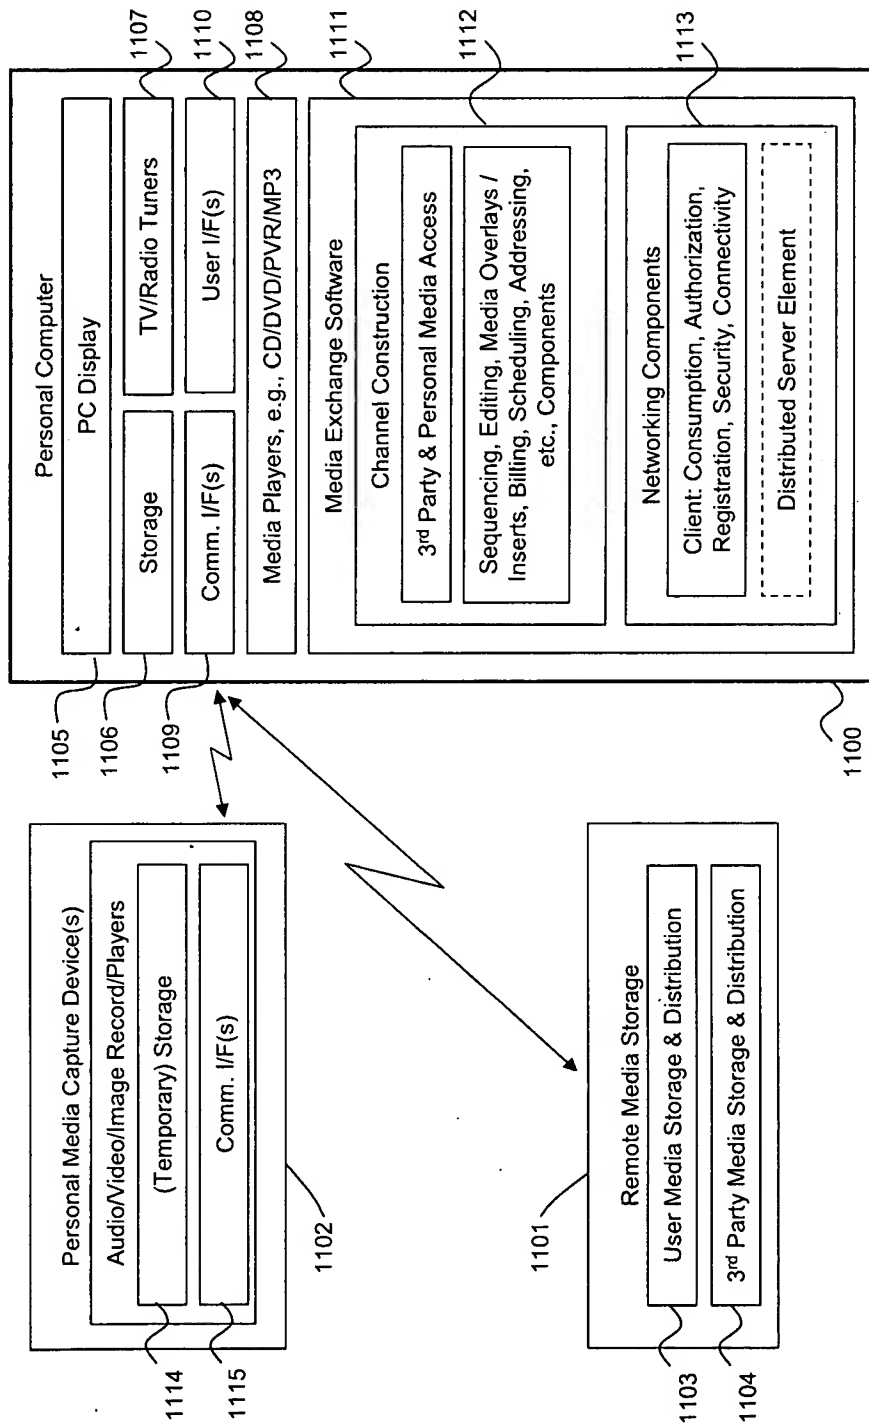 Personal Computer
PC Display
Storage
TV/Radio Tuners
Comm. I/F(s)
User I/F(s)
Media Players, e.g., CD/DVD/PVR/MP3
Media Exchange Software
Channel Construction
3rd Party & Personal Media Access
Sequencing, Editing, Media Overlays /
Inserts, Billing, Scheduling, Addressing,
etc., Components
Networking Components
Client: Consumption, Authorization,
Registration, Security, Connectivity
Distributed Server Element
1105
1106
1109
1107
1110
1108
1111
1112
1113
1100
Personal Media Capture Device(s)
Audio/Video/Image Record/Players
(Temporary) Storage
Comm. I/F(s)
1114
1115
1102
Remote Media Storage
User Media Storage & Distribution
3rd Party Media Storage & Distribution
1101
1103
1104